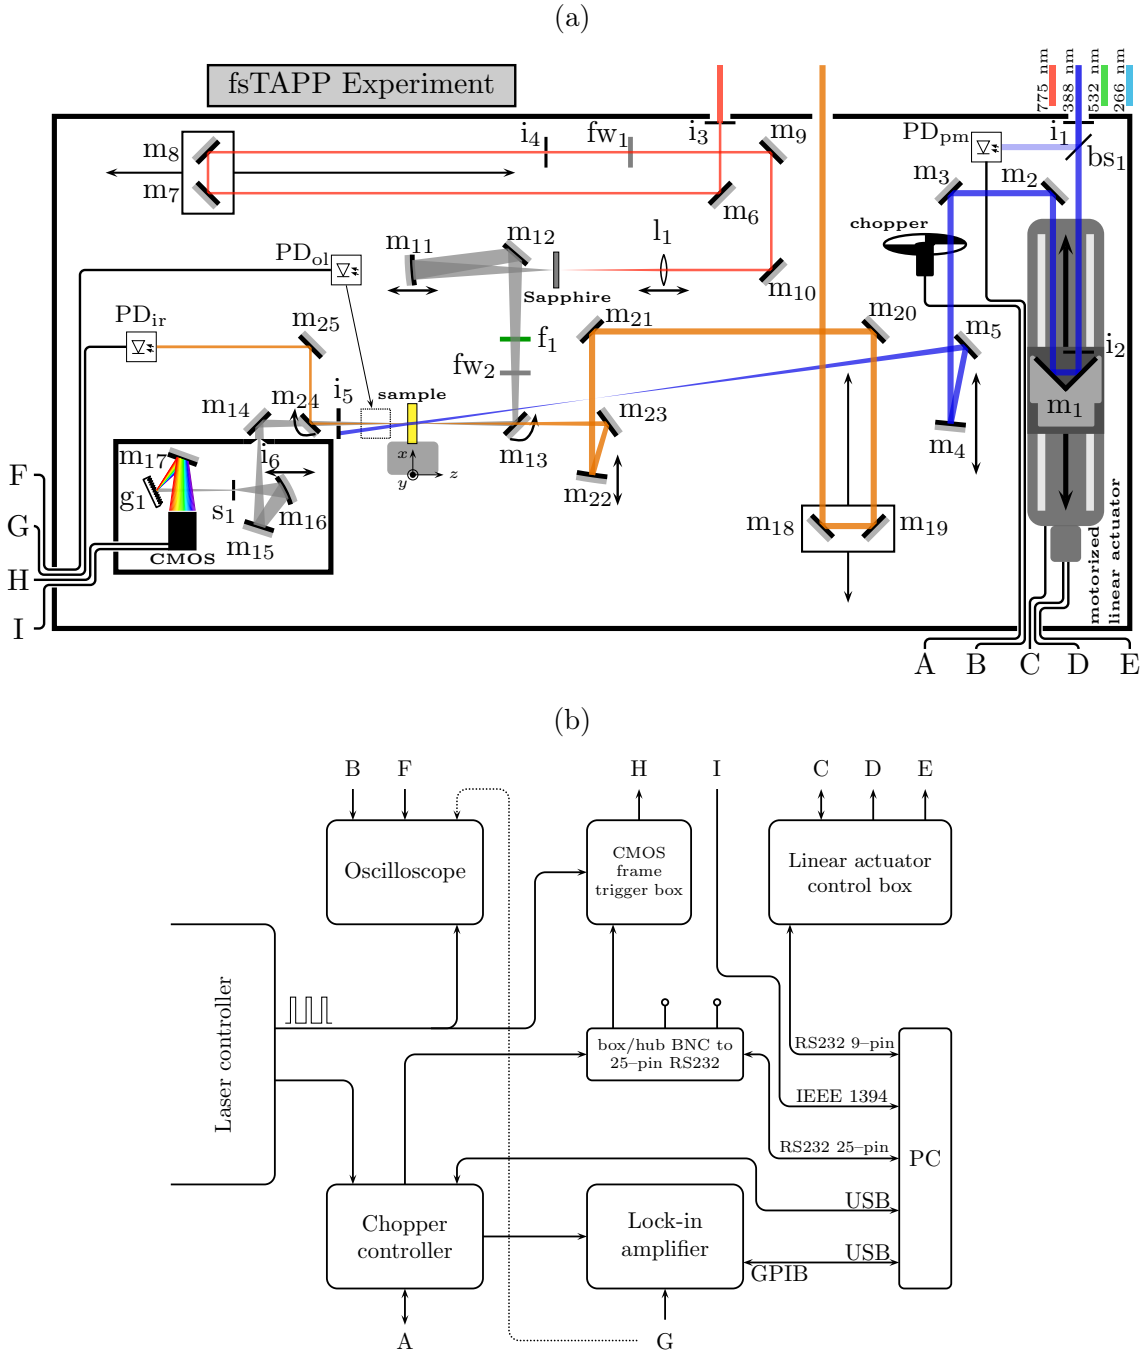 (a)
fsTAPP Experiment
775 nm
388 nm
532 nm
266 nm
i3
i4
fw1
m9
PDpm
i1
bs1
m8
m7
m6
m3
m2
chopper
PDol
m11
m12
l1
Sapphire
m10
PDir
m25
m21
m20
m5
f1
fw2
i2
m14
m24
i5
sample
m23
m1
m4
m13
x
z
y
m17
i6
g1
s1
m16
m22
m15
CMOS
m18
m19
motorized
linear actuator
F
G
H
I
A B C D E
(b)
B F H I C D E
Oscilloscope
CMOS
frame
trigger box
Linear actuator
control box
Laser controller
box/hub BNC to
25–pin RS232
RS232 9–pin
IEEE 1394
RS232 25–pin
PC
USB
Chopper
controller
Lock-in
amplifier
USB
GPIB
A
G